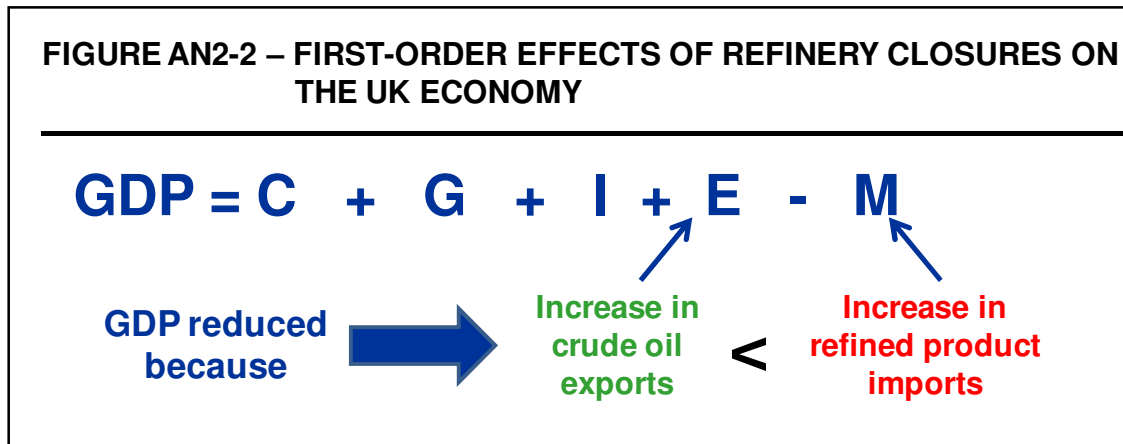 FIGURE AN2-2 – FIRST-ORDER EFFECTS OF REFINERY CLOSURES ON
THE UK ECONOMY
GDP = C + G + I + E - M
GDP reduced
because
Increase in
crude oil
exports
<
Increase in
refined product
imports